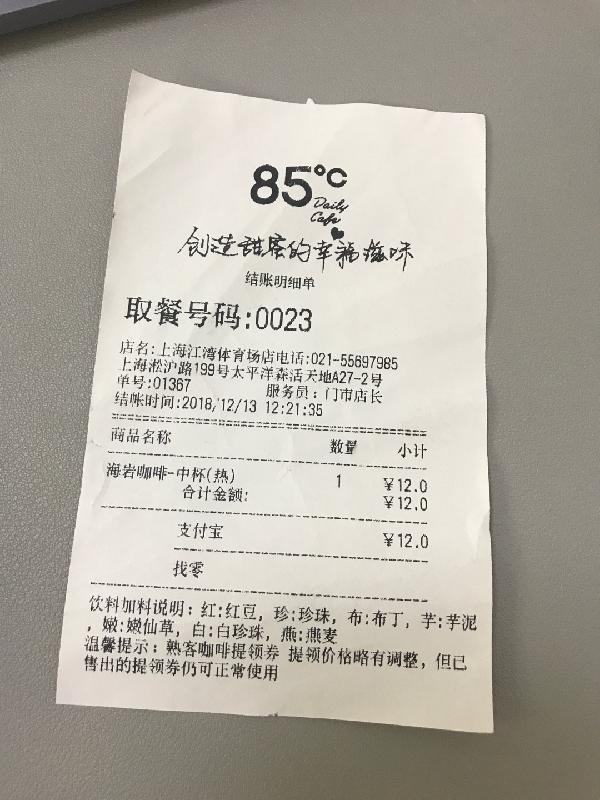 85°C
Daily
Cafe
创造甜蜜的幸福滋味
结账明细单
取餐号码:0023
店名:上海江湾体育场店电话:021-55697985
上海淞沪路199号太平洋森活天地A27-2号
单号:01367 服务员：门市店长
结帐时间:2018/12/13 12:21:35
商品名称 数量 小计
海岩咖啡-中杯(热) 1 ￥12.0
合计金额: ￥12.0
支付宝 ￥12.0
找零
饮料加料说明：红:红豆，珍:珍珠，布:布丁，芋:芋泥
，嫩:嫩仙草，白:白珍珠，燕:燕麦
温馨提示：熟客咖啡提领券 提领价格略有调整，但已
售出的提领券仍可正常使用